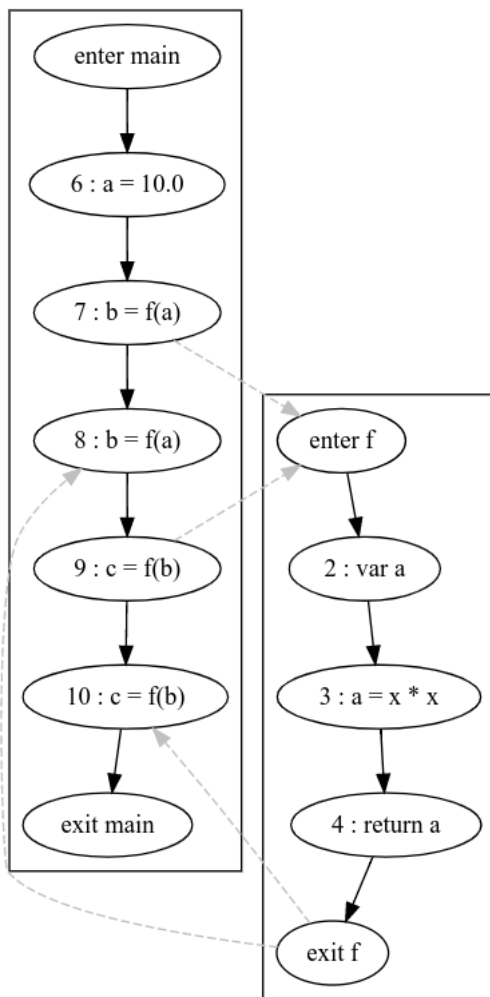 enter main
6 : a = 10.0
7 : b = f(a)
8 : b = f(a)
9 : c = f(b)
10 : c = f(b)
exit main
enter f
2 : var a
3 : a = x * x
4 : return a
exit f